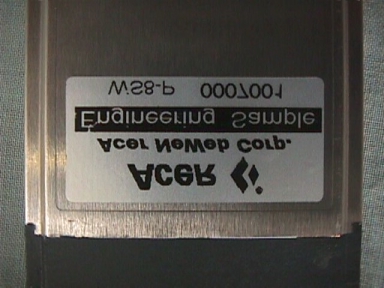 Acer
Acer NeWeb Corp.
Engineering Sample
WS8-P 0007001